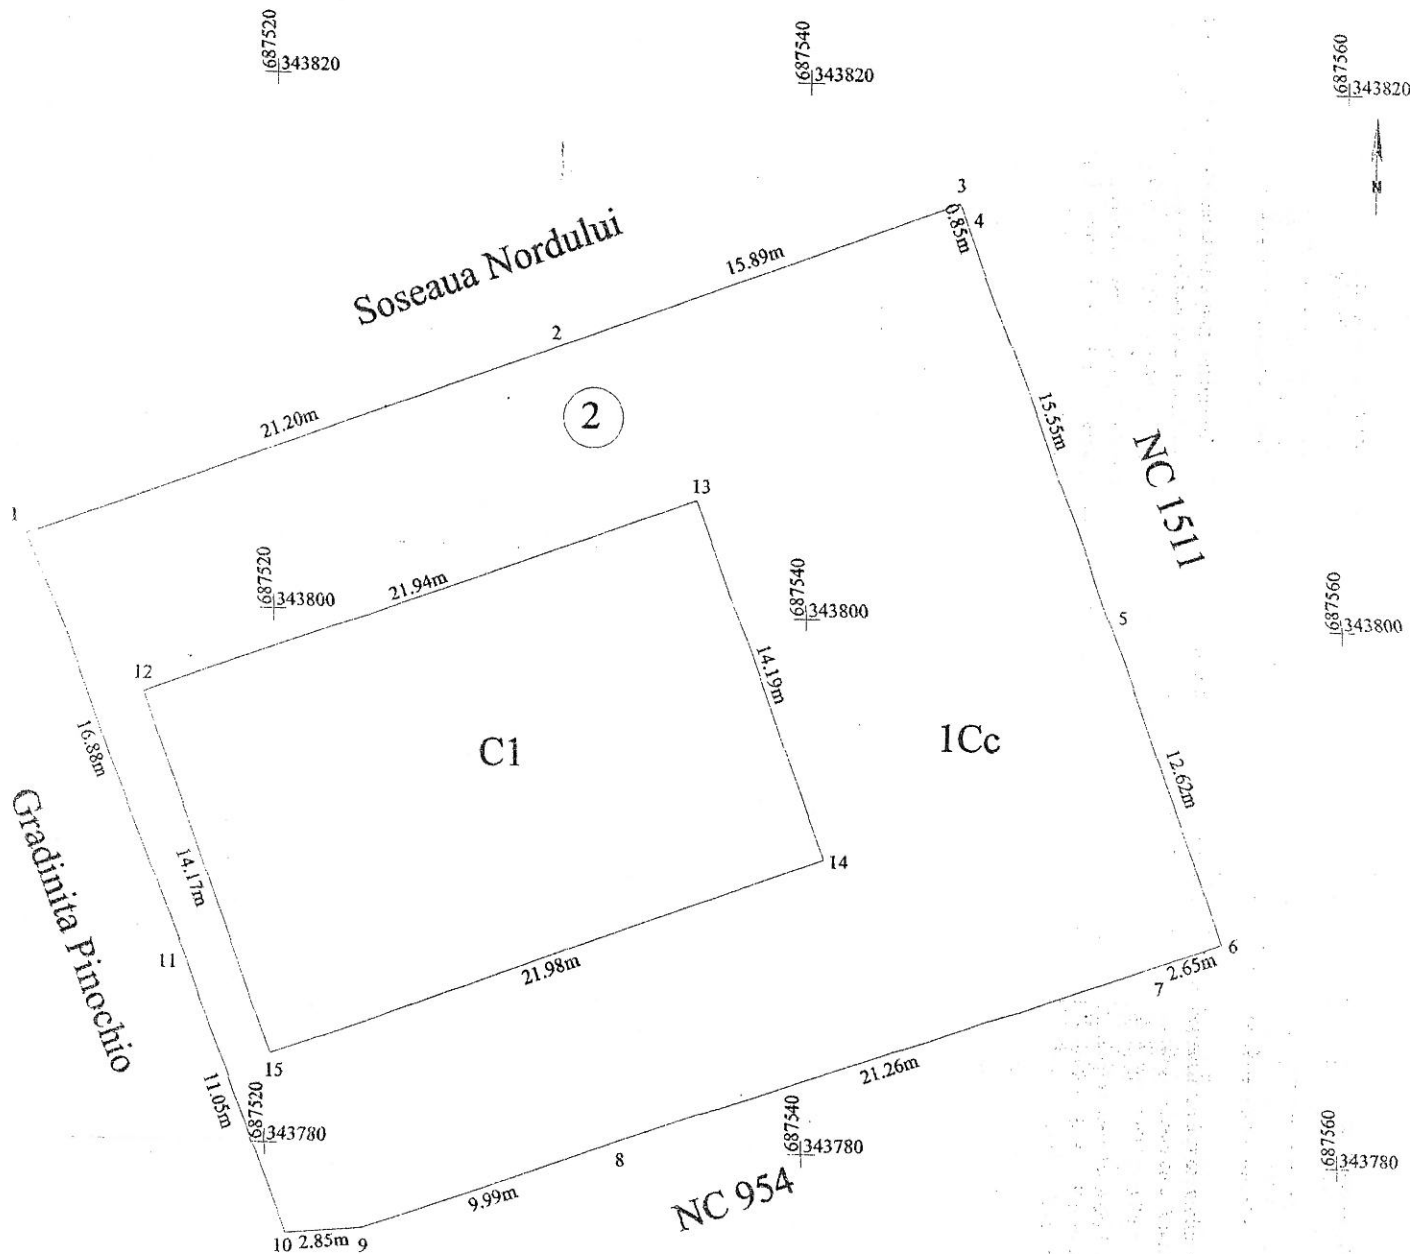 687520
343820
687540
343820
687560
343820
N
3
4
0.85m
Soseaua Nordului
15.89m
2
21.20m
2
15.55m
NC 1511
1
13
687520
343800
21.94m
687540
343800
687560
343800
5
12
14.19m
16.88m
C1
1Cc
12.62m
Gradinita Pinochio
14.17m
14
11
21.98m
6
2.65m
7
15
21.26m
11.05m
687520
343780
687540
343780
687560
343780
8
NC 954
9.99m
10
2.85m
9